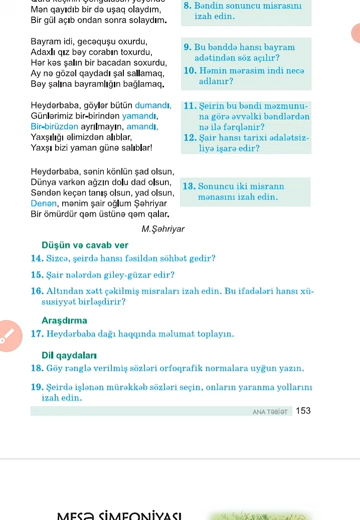 Mən qayıdıb bir də uşaq olaydım,
Bir gül açıb ondan sonra solaydım.
Bayram idi, gecəquşu oxurdu,
Adaxlı qız bəy corabın toxurdu,
Hər kəs şalın bir bacadan soxurdu,
Ay nə gözəl qaydadı şal sallamaq,
Bəy şalına bayramlığın bağlamaq.
Heydərbaba, göylər bütün dumandı,
Günlərimiz bir-birindən yamandı,
Bir-birüzdən ayrılmayın, amandı,
Yaxşılığı əlimizdən alıblar,
Yaxşı bizi yaman günə salıblar!
Heydərbaba, sənin könlün şad olsun,
Dünya varkən ağzın dolu dad olsun,
Səndən keçən tanış olsun, yad olsun,
Denən, mənim şair oğlum Şəhriyar
Bir ömürdür qəm üstünə qəm qalar.
M.Şəhriyar
8. Bəndin sonuncu misrasını
izah edin.
9. Bu bənddə hansı bayram
adətindən söz açılır?
10. Həmin mərasim indi necə
adlanır?
11. Şeirin bu bəndi məzmunu-
na görə əvvəlki bəndlərdən
nə ilə fərqlənir?
12. Şair hansı tarixi ədalətsiz-
liyə işarə edir?
13. Sonuncu iki misranın
mənasını izah edin.
Düşün və cavab ver
14. Sizcə, şeirdə hansı fəsildən söhbət gedir?
15. Şair nələrdən giley-güzar edir?
16. Altından xətt çəkilmiş misraları izah edin. Bu ifadələri hansı xü-
susiyyət birləşdirir?
Araşdırma
17. Heydərbaba dağı haqqında məlumat toplayın.
Dil qaydaları
18. Göy rənglə verilmiş sözləri orfoqrafik normalara uyğun yazın.
19. Şeirdə işlənən mürəkkəb sözləri seçin, onların yaranma yollarını
izah edin.
ANA TƏBİƏT 153
MEŞƏ SİMFONİYASI